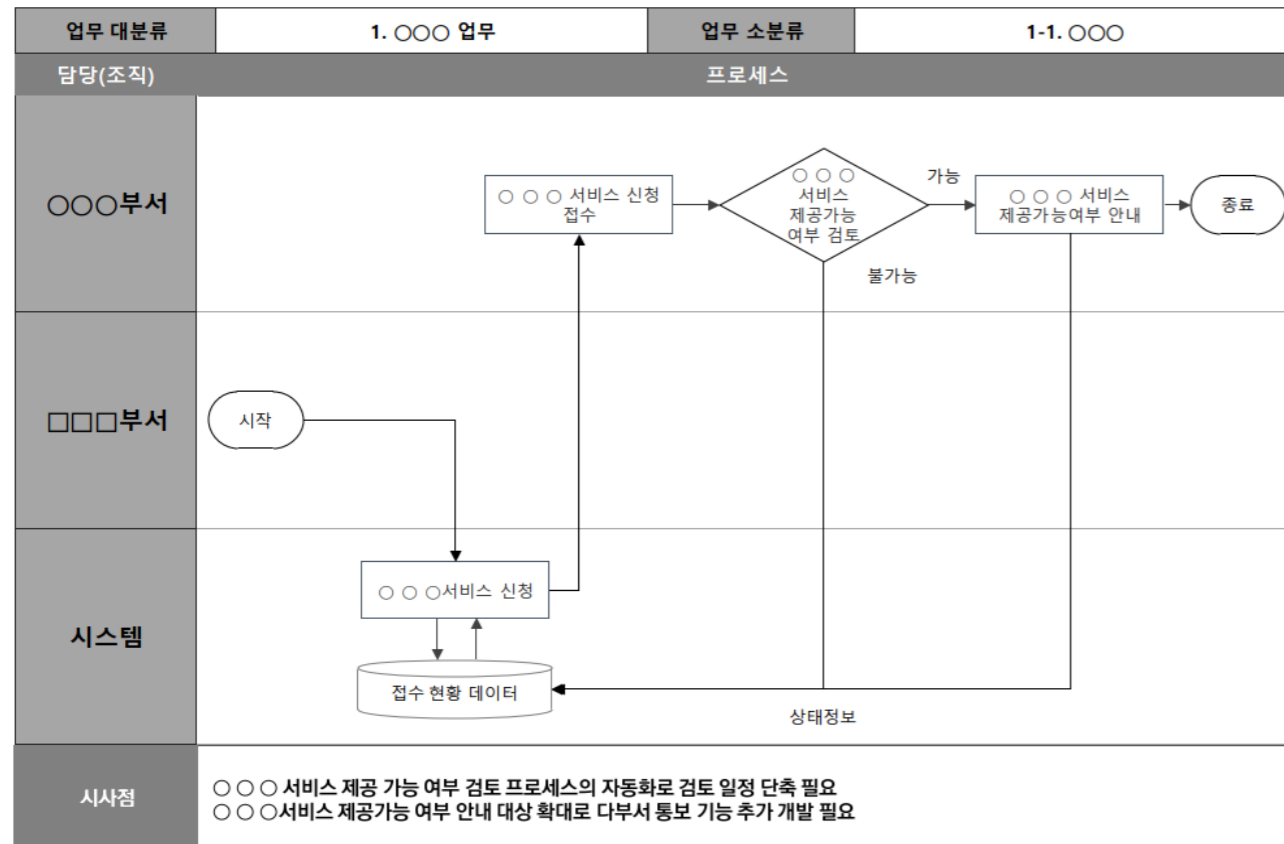 업무 대분류
1. ○○○ 업무
업무 소분류
1-1. ○○○
담당(조직)
프로세스
○○○부서
○ ○ ○ 서비스 신청
접수
○ ○ ○
서비스
제공가능
여부 검토
가능
불가능
○ ○ ○ 서비스
제공가능여부 안내
종료
□□□부서
시작
시스템
○ ○ ○서비스 신청
접수 현황 데이터
상태정보
시사점
○ ○ ○ 서비스 제공 가능 여부 검토 프로세스의 자동화로 검토 일정 단축 필요
○ ○ ○서비스 제공가능 여부 안내 대상 확대로 다부서 통보 기능 추가 개발 필요